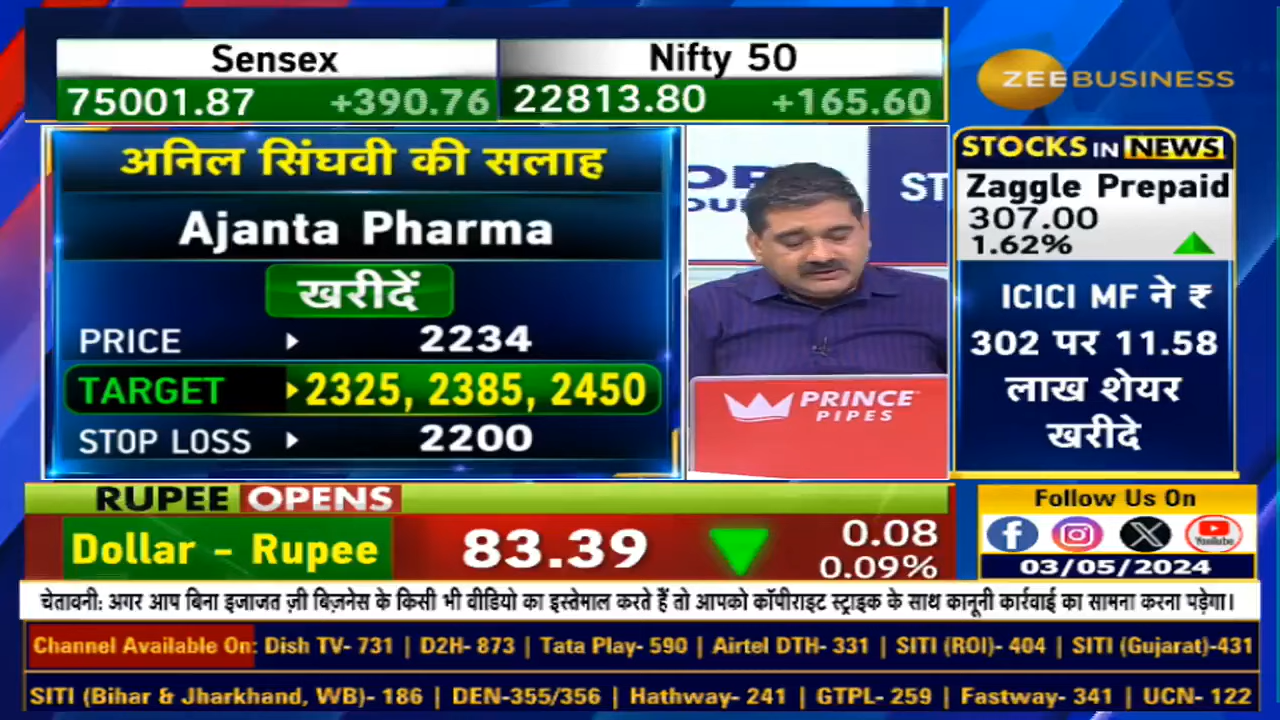 Sensex
Nifty 50
75001.87 +390.76
22813.80 +165.60
ZEEBUSINESS
अनिल सिंघवी की सलाह
Ajanta Pharma
खरीदें
PRICE 2234
TARGET 2325, 2385, 2450
STOP LOSS 2200
ST
PRINCE
PIPES
STOCKS IN NEWS
Zaggle Prepaid
307.00
1.62%
ICICI MF ने ₹
302 पर 11.58
लाख शेयर
खरीदे
RUPEE OPENS
Dollar - Rupee 83.39 0.08
0.09%
Follow Us On
YouTube
03/05/2024
चेतावनी: अगर आप बिना इजाजत ज़ी बिज़नेस के किसी भी वीडियो का इस्तेमाल करते हैं तो आपको कॉपीराइट स्ट्राइक के साथ कानूनी कार्रवाई का सामना करना पड़ेगा।
Channel Available On: Dish TV- 731 | D2H- 873 | Tata Play- 590 | Airtel DTH- 331 | SITI (ROI)- 404 | SITI (Gujarat)-431
SITI (Bihar & Jharkhand, WB)- 186 | DEN-355/356 | Hathway- 241 | GTPL- 259 | Fastway- 341 | UCN- 122